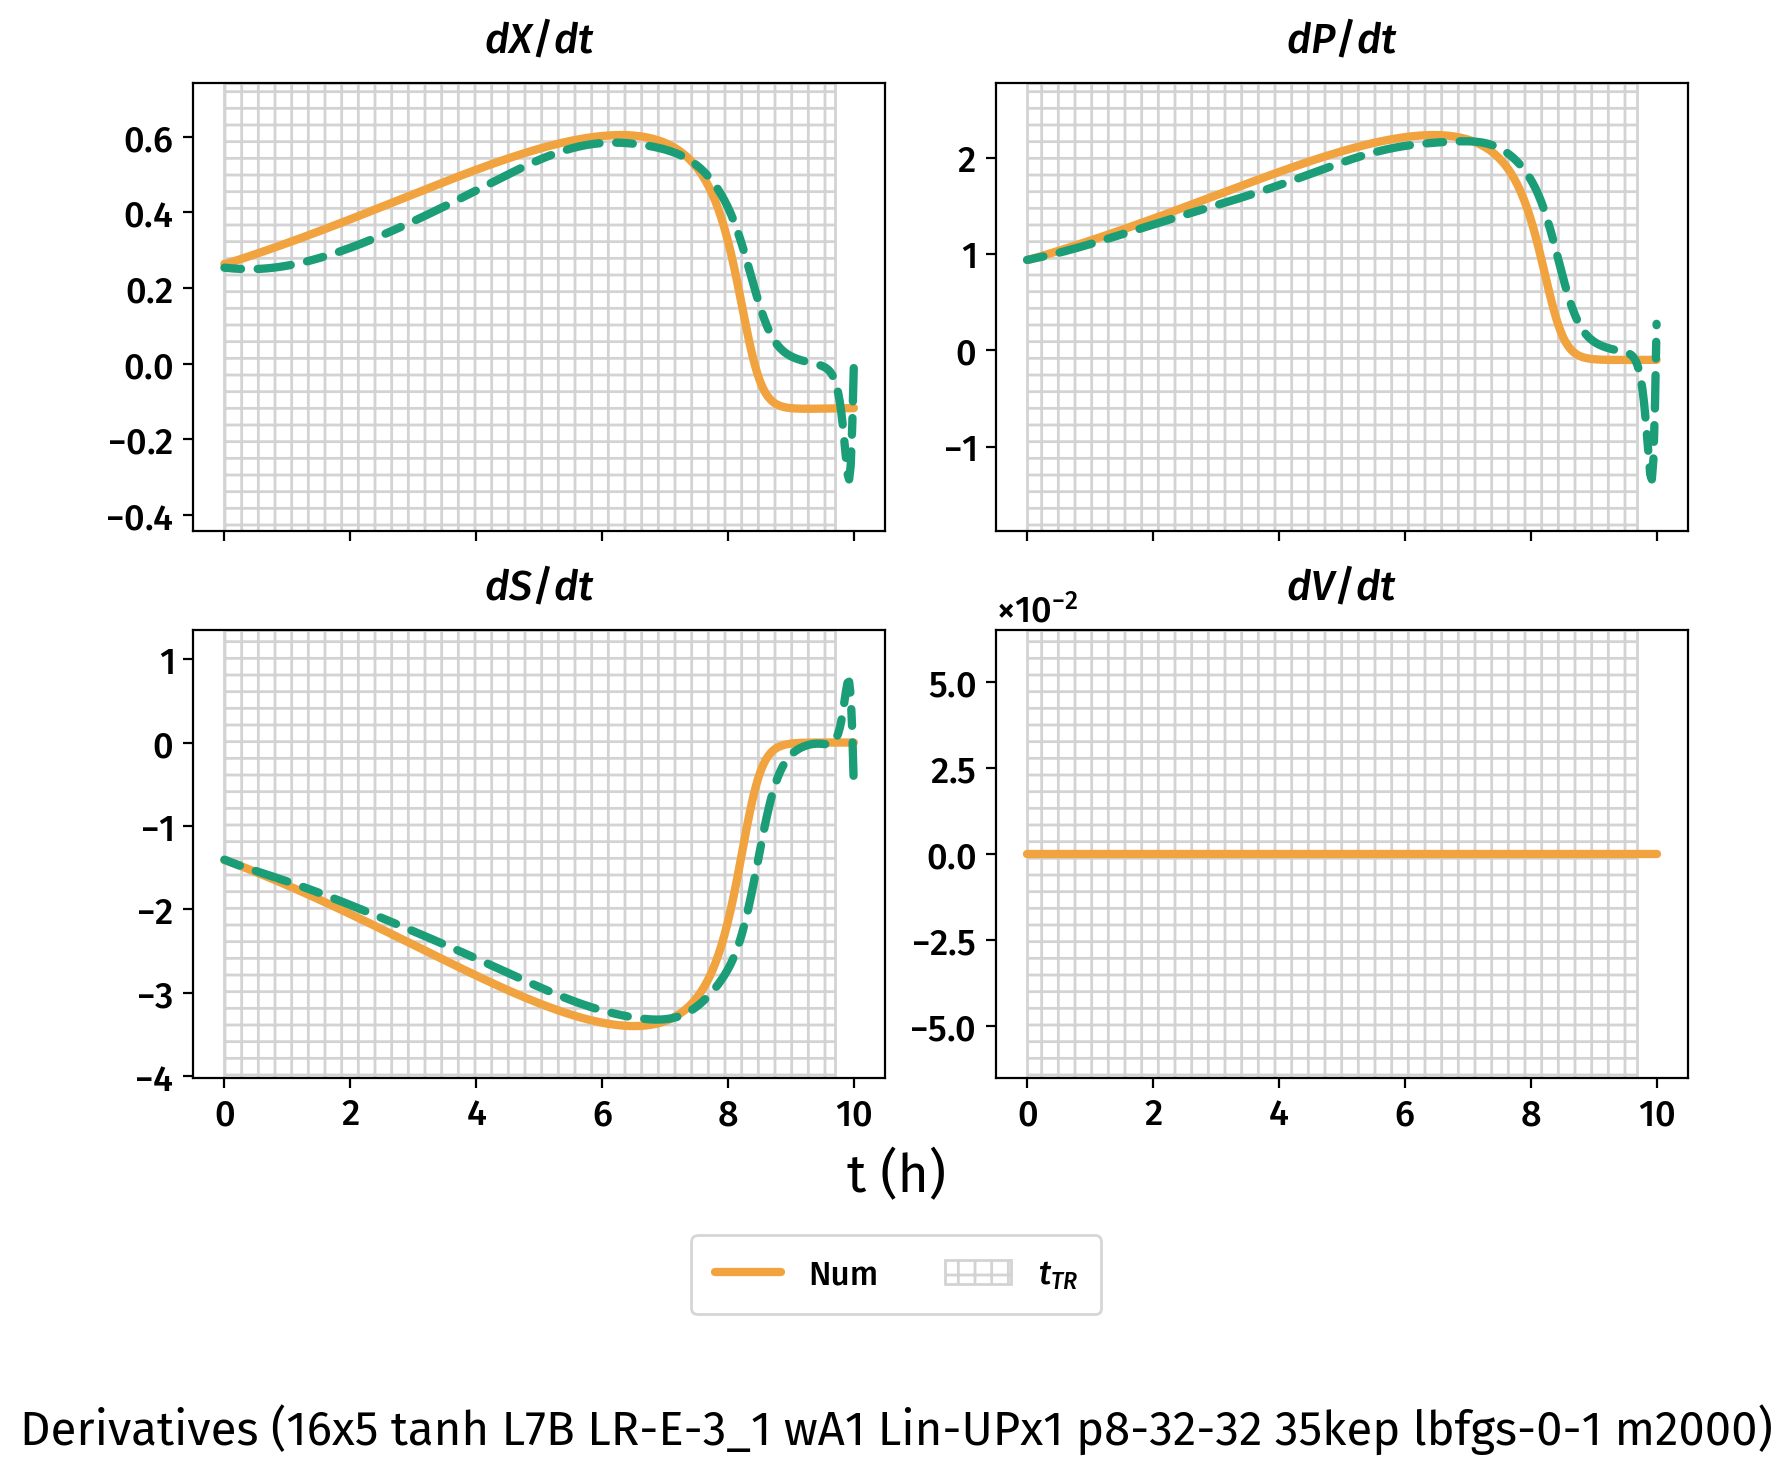 dX/dt
dP/dt
0.6
0.4
0.2
0.0
−0.2
−0.4
2
1
0
−1
dS/dt
dV/dt
×10⁻²
1
0
−1
−2
−3
−4
5.0
2.5
0.0
−2.5
−5.0
0 2 4 6 8 10
0 2 4 6 8 10
t (h)
Num t_TR
Derivatives (16x5 tanh L7B LR-E-3_1 wA1 Lin-UPx1 p8-32-32 35kep lbfgs-0-1 m2000)